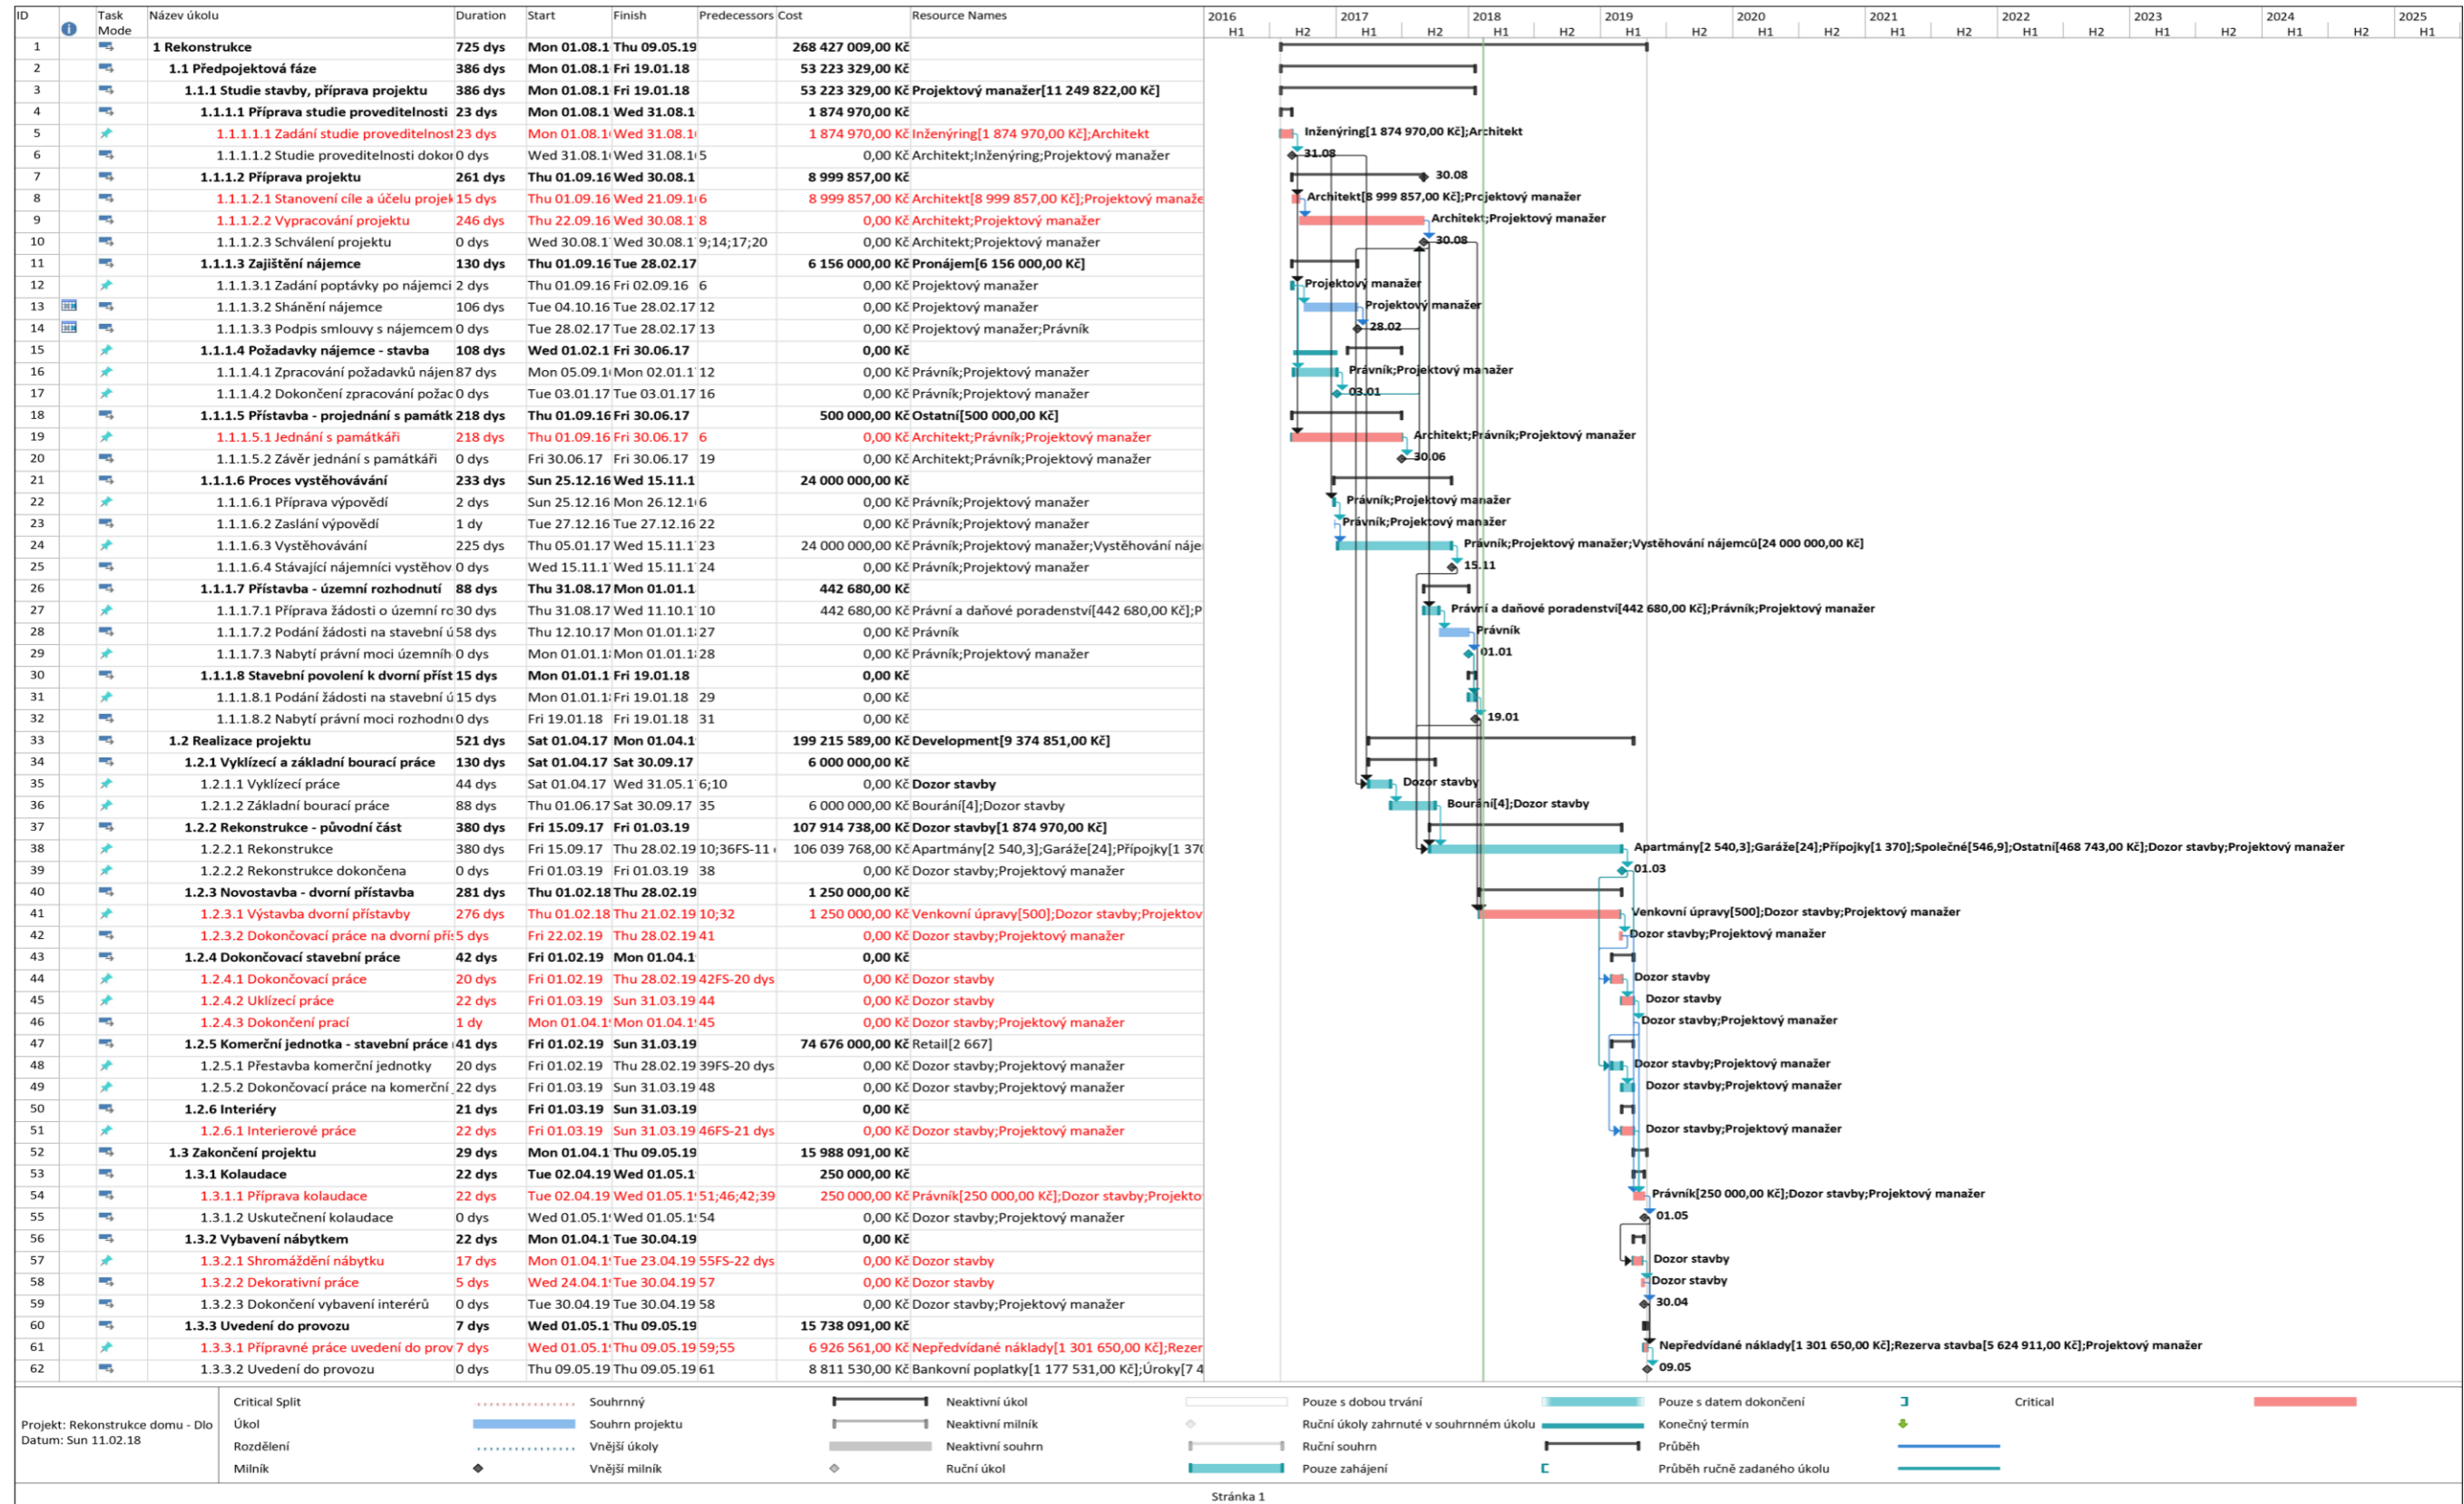 ID Task Mode Název úkolu Duration Start Finish Predecessors Cost Resource Names
2016 2017 2018 2019 2020 2021 2022 2023 2024 2025
H1 H2 H1 H2 H1 H2 H1 H2 H1 H2 H1 H2 H1 H2 H1 H2 H1 H2 H1
1 1 Rekonstrukce 725 dys Mon 01.08.1 Thu 09.05.19 268 427 009,00 Kč
2 1.1 Předpojektová fáze 386 dys Mon 01.08.1 Fri 19.01.18 53 223 329,00 Kč
3 1.1.1 Studie stavby, příprava projektu 386 dys Mon 01.08.1 Fri 19.01.18 53 223 329,00 Kč Projektový manažer[11 249 822,00 Kč]
4 1.1.1.1 Příprava studie proveditelnosti 23 dys Mon 01.08.1 Wed 31.08.1 1 874 970,00 Kč
5 1.1.1.1.1 Zadání studie proveditelnost 23 dys Mon 01.08.1 Wed 31.08.1 1 874 970,00 Kč Inženýring[1 874 970,00 Kč];Architekt Inženýring[1 874 970,00 Kč];Architekt
6 1.1.1.1.2 Studie proveditelnosti dokon 0 dys Wed 31.08.1 Wed 31.08.1 5 0,00 Kč Architekt;Inženýring;Projektový manažer 31.08
7 1.1.1.2 Příprava projektu 261 dys Thu 01.09.16 Wed 30.08.1 8 999 857,00 Kč 30.08
8 1.1.1.2.1 Stanovení cíle a účelu projek 15 dys Thu 01.09.16 Wed 21.09.1 6 8 999 857,00 Kč Architekt[8 999 857,00 Kč];Projektový manaže Architekt[8 999 857,00 Kč];Projektový manažer
9 1.1.1.2.2 Vypracování projektu 246 dys Thu 22.09.16 Wed 30.08.1 8 0,00 Kč Architekt;Projektový manažer Architekt;Projektový manažer
10 1.1.1.2.3 Schválení projektu 0 dys Wed 30.08.1 Wed 30.08.1 9;14;17;20 0,00 Kč Architekt;Projektový manažer 30.08
11 1.1.1.3 Zajištění nájemce 130 dys Thu 01.09.16 Tue 28.02.17 6 156 000,00 Kč Pronájem[6 156 000,00 Kč]
12 1.1.1.3.1 Zadání poptávky po nájemci 2 dys Thu 01.09.16 Fri 02.09.16 6 0,00 Kč Projektový manažer Projektový manažer
13 1.1.1.3.2 Shánění nájemce 106 dys Tue 04.10.16 Tue 28.02.17 12 0,00 Kč Projektový manažer Projektový manažer
14 1.1.1.3.3 Podpis smlouvy s nájemcem 0 dys Tue 28.02.17 Tue 28.02.17 13 0,00 Kč Projektový manažer;Právník 28.02
15 1.1.1.4 Požadavky nájemce - stavba 108 dys Wed 01.02.1 Fri 30.06.17 0,00 Kč
16 1.1.1.4.1 Zpracování požadavků nájen 87 dys Mon 05.09.1 Mon 02.01.1 12 0,00 Kč Právník;Projektový manažer Právník;Projektový manažer
17 1.1.1.4.2 Dokončení zpracování požac 0 dys Tue 03.01.17 Tue 03.01.17 16 0,00 Kč Právník;Projektový manažer 03.01
18 1.1.1.5 Přístavba - projednání s památk 218 dys Thu 01.09.16 Fri 30.06.17 500 000,00 Kč Ostatní[500 000,00 Kč]
19 1.1.1.5.1 Jednání s památkáři 218 dys Thu 01.09.16 Fri 30.06.17 6 0,00 Kč Architekt;Právník;Projektový manažer Architekt;Právník;Projektový manažer
20 1.1.1.5.2 Závěr jednání s památkáři 0 dys Fri 30.06.17 Fri 30.06.17 19 0,00 Kč Architekt;Právník;Projektový manažer 30.06
21 1.1.1.6 Proces vystěhovávání 233 dys Sun 25.12.16 Wed 15.11.1 24 000 000,00 Kč
22 1.1.1.6.1 Příprava výpovědí 2 dys Sun 25.12.16 Mon 26.12.1 6 0,00 Kč Právník;Projektový manažer Právník;Projektový manažer
23 1.1.1.6.2 Zaslání výpovědí 1 dy Tue 27.12.16 Tue 27.12.16 22 0,00 Kč Právník;Projektový manažer Právník;Projektový manažer
24 1.1.1.6.3 Vystěhovávání 225 dys Thu 05.01.17 Wed 15.11.1 23 24 000 000,00 Kč Právník;Projektový manažer;Vystěhování náje Právník;Projektový manažer;Vystěhování nájemců[24 000 000,00 Kč]
25 1.1.1.6.4 Stávající nájemníci vystěhov 0 dys Wed 15.11.1 Wed 15.11.1 24 0,00 Kč Právník;Projektový manažer 15.11
26 1.1.1.7 Přístavba - územní rozhodnutí 88 dys Thu 31.08.17 Mon 01.01.1 442 680,00 Kč
27 1.1.1.7.1 Příprava žádosti o územní ro 30 dys Thu 31.08.17 Wed 11.10.1 10 442 680,00 Kč Právní a daňové poradenství[442 680,00 Kč];P Právní a daňové poradenství[442 680,00 Kč];Právník;Projektový manažer
28 1.1.1.7.2 Podání žádosti na stavební ú 58 dys Thu 12.10.17 Mon 01.01.1 27 0,00 Kč Právník Právník
29 1.1.1.7.3 Nabytí právní moci územníh 0 dys Mon 01.01.1 Mon 01.01.1 28 0,00 Kč Právník;Projektový manažer 01.01
30 1.1.1.8 Stavební povolení k dvorní příst 15 dys Mon 01.01.1 Fri 19.01.18 0,00 Kč
31 1.1.1.8.1 Podání žádosti na stavební ú 15 dys Mon 01.01.1 Fri 19.01.18 29 0,00 Kč
32 1.1.1.8.2 Nabytí právní moci rozhodnu 0 dys Fri 19.01.18 Fri 19.01.18 31 0,00 Kč 19.01
33 1.2 Realizace projektu 521 dys Sat 01.04.17 Mon 01.04.1 199 215 589,00 Kč Development[9 374 851,00 Kč]
34 1.2.1 Vyklízecí a základní bourací práce 130 dys Sat 01.04.17 Sat 30.09.17 6 000 000,00 Kč
35 1.2.1.1 Vyklízecí práce 44 dys Sat 01.04.17 Wed 31.05.1 6;10 0,00 Kč Dozor stavby Dozor stavby
36 1.2.1.2 Základní bourací práce 88 dys Thu 01.06.17 Sat 30.09.17 35 6 000 000,00 Kč Bourání[4];Dozor stavby Bourání[4];Dozor stavby
37 1.2.2 Rekonstrukce - původní část 380 dys Fri 15.09.17 Fri 01.03.19 107 914 738,00 Kč Dozor stavby[1 874 970,00 Kč]
38 1.2.2.1 Rekonstrukce 380 dys Fri 15.09.17 Thu 28.02.19 10;36FS-11 106 039 768,00 Kč Apartmány[2 540,3];Garáže[24];Přípojky[1 370 Apartmány[2 540,3];Garáže[24];Přípojky[1 370];Společné[546,9];Ostatní[468 743,00 Kč];Dozor stavby;Projektový manažer
39 1.2.2.2 Rekonstrukce dokončena 0 dys Fri 01.03.19 Fri 01.03.19 38 0,00 Kč Dozor stavby;Projektový manažer 01.03
40 1.2.3 Novostavba - dvorní přístavba 281 dys Thu 01.02.18 Thu 28.02.19 1 250 000,00 Kč
41 1.2.3.1 Výstavba dvorní přístavby 276 dys Thu 01.02.18 Thu 21.02.19 10;32 1 250 000,00 Kč Venkovní úpravy[500];Dozor stavby;Projektov Venkovní úpravy[500];Dozor stavby;Projektový manažer
42 1.2.3.2 Dokončovací práce na dvorní pří 5 dys Fri 22.02.19 Thu 28.02.19 41 0,00 Kč Dozor stavby;Projektový manažer Dozor stavby;Projektový manažer
43 1.2.4 Dokončovací stavební práce 42 dys Fri 01.02.19 Mon 01.04.1 0,00 Kč
44 1.2.4.1 Dokončovací práce 20 dys Fri 01.02.19 Thu 28.02.19 42FS-20 dys 0,00 Kč Dozor stavby Dozor stavby
45 1.2.4.2 Uklízecí práce 22 dys Fri 01.03.19 Sun 31.03.19 44 0,00 Kč Dozor stavby Dozor stavby
46 1.2.4.3 Dokončení prací 1 dy Mon 01.04.1 Mon 01.04.1 45 0,00 Kč Dozor stavby;Projektový manažer Dozor stavby;Projektový manažer
47 1.2.5 Komerční jednotka - stavební práce 41 dys Fri 01.02.19 Sun 31.03.19 74 676 000,00 Kč Retail[2 667]
48 1.2.5.1 Přestavba komerční jednotky 20 dys Fri 01.02.19 Thu 28.02.19 39FS-20 dys 0,00 Kč Dozor stavby;Projektový manažer Dozor stavby;Projektový manažer
49 1.2.5.2 Dokončovací práce na komerční 22 dys Fri 01.03.19 Sun 31.03.19 48 0,00 Kč Dozor stavby;Projektový manažer Dozor stavby;Projektový manažer
50 1.2.6 Interiéry 21 dys Fri 01.03.19 Sun 31.03.19 0,00 Kč
51 1.2.6.1 Interierové práce 22 dys Fri 01.03.19 Sun 31.03.19 46FS-21 dys 0,00 Kč Dozor stavby;Projektový manažer Dozor stavby;Projektový manažer
52 1.3 Zakončení projektu 29 dys Mon 01.04.1 Thu 09.05.19 15 988 091,00 Kč
53 1.3.1 Kolaudace 22 dys Tue 02.04.19 Wed 01.05.1 250 000,00 Kč
54 1.3.1.1 Příprava kolaudace 22 dys Tue 02.04.19 Wed 01.05.1 51;46;42;39 250 000,00 Kč Právník[250 000,00 Kč];Dozor stavby;Projekto Právník[250 000,00 Kč];Dozor stavby;Projektový manažer
55 1.3.1.2 Uskutečnení kolaudace 0 dys Wed 01.05.1 Wed 01.05.1 54 0,00 Kč Dozor stavby;Projektový manažer 01.05
56 1.3.2 Vybavení nábytkem 22 dys Mon 01.04.1 Tue 30.04.19 0,00 Kč
57 1.3.2.1 Shromáždění nábytku 17 dys Mon 01.04.1 Tue 23.04.19 55FS-22 dys 0,00 Kč Dozor stavby Dozor stavby
58 1.3.2.2 Dekorativní práce 5 dys Wed 24.04.1 Tue 30.04.19 57 0,00 Kč Dozor stavby Dozor stavby
59 1.3.2.3 Dokončení vybavení interérů 0 dys Tue 30.04.19 Tue 30.04.19 58 0,00 Kč Dozor stavby;Projektový manažer 30.04
60 1.3.3 Uvedení do provozu 7 dys Wed 01.05.1 Thu 09.05.19 15 738 091,00 Kč
61 1.3.3.1 Přípravné práce uvedení do prov 7 dys Wed 01.05.1 Thu 09.05.19 59;55 6 926 561,00 Kč Nepředvídané náklady[1 301 650,00 Kč];Rezer Nepředvídané náklady[1 301 650,00 Kč];Rezerva stavba[5 624 911,00 Kč];Projektový manažer
62 1.3.3.2 Uvedení do provozu 0 dys Thu 09.05.19 Thu 09.05.19 61 8 811 530,00 Kč Bankovní poplatky[1 177 531,00 Kč];Úroky[7 4 09.05
Projekt: Rekonstrukce domu - Dlo
Datum: Sun 11.02.18
Critical Split Souhrnný Neaktivní úkol Pouze s dobou trvání Pouze s datem dokončení Critical
Úkol Souhrn projektu Neaktivní milník Ruční úkoly zahrnuté v souhrnném úkolu Konečný termín
Rozdělení Vnější úkoly Neaktivní souhrn Ruční souhrn Průběh
Milník Vnější milník Ruční úkol Pouze zahájení Průběh ručně zadaného úkolu
Stránka 1